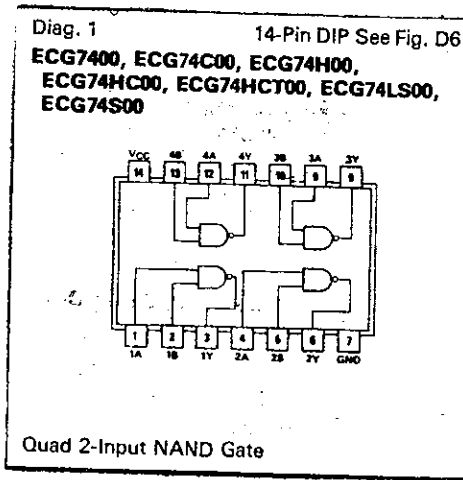 Diag. 1 14-Pin DIP See Fig. D6
ECG7400, ECG74C00, ECG74H00,
ECG74HC00, ECG74HCT00, ECG74LS00,
ECG74S00
VCC 4B 4A 4Y 3B 3A 3Y
14 13 12 11 10 9 8
1 2 3 4 5 6 7
1A 1B 1Y 2A 2B 2Y GND
Quad 2-Input NAND Gate